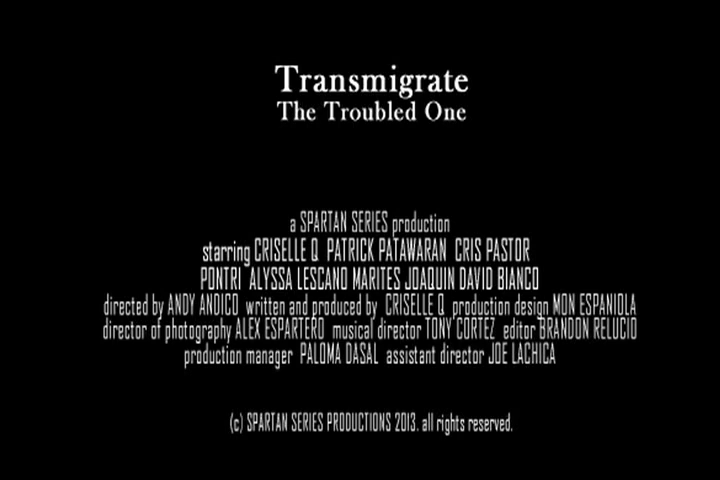 Transmigrate
The Troubled One
a SPARTAN SERIES production
starring CRISELLE Q PATRICK PATAWARAN CRIS PASTOR
PONTRI ALYSSA LESCANO MARITES JOAQUIN DAVID BIANCO
directed by ANDY ANDICO written and produced by CRISELLE Q production design MON ESPANIOLA
director of photography ALEX ESPARTERO musical director TONY CORTEZ editor BRANDON RELUCIO
production manager PALOMA DASAL assistant director JOE LACHICA
(c) SPARTAN SERIES PRODUCTIONS 2013. all rights reserved.